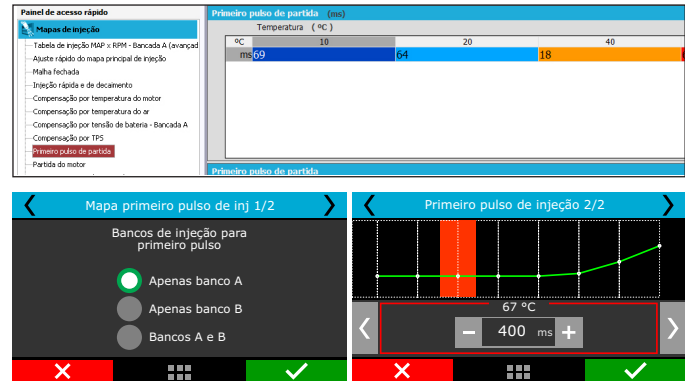 Painel de acesso rápido
Mapas de injeção
Tabela de injeção MAP x RPM - Bancada A (avançad
Ajuste rápido do mapa principal de injeção
Malha fechada
Injeção rápida e de decaimento
Compensação por temperatura do motor
Compensação por temperatura do ar
Compensação por tensão de bateria - Bancada A
Compensação por TPS
Primeiro pulso de partida
Partida do motor
Primeiro pulso de partida (ms)
Temperatura ( ºC )
ºC 10 20 40
ms 69 64 18
Primeiro pulso de partida
Mapa primeiro pulso de inj 1/2
Bancos de injeção para
primeiro pulso
Apenas banco A
Apenas banco B
Bancos A e B
Primeiro pulso de injeção 2/2
67 ºC
400 ms